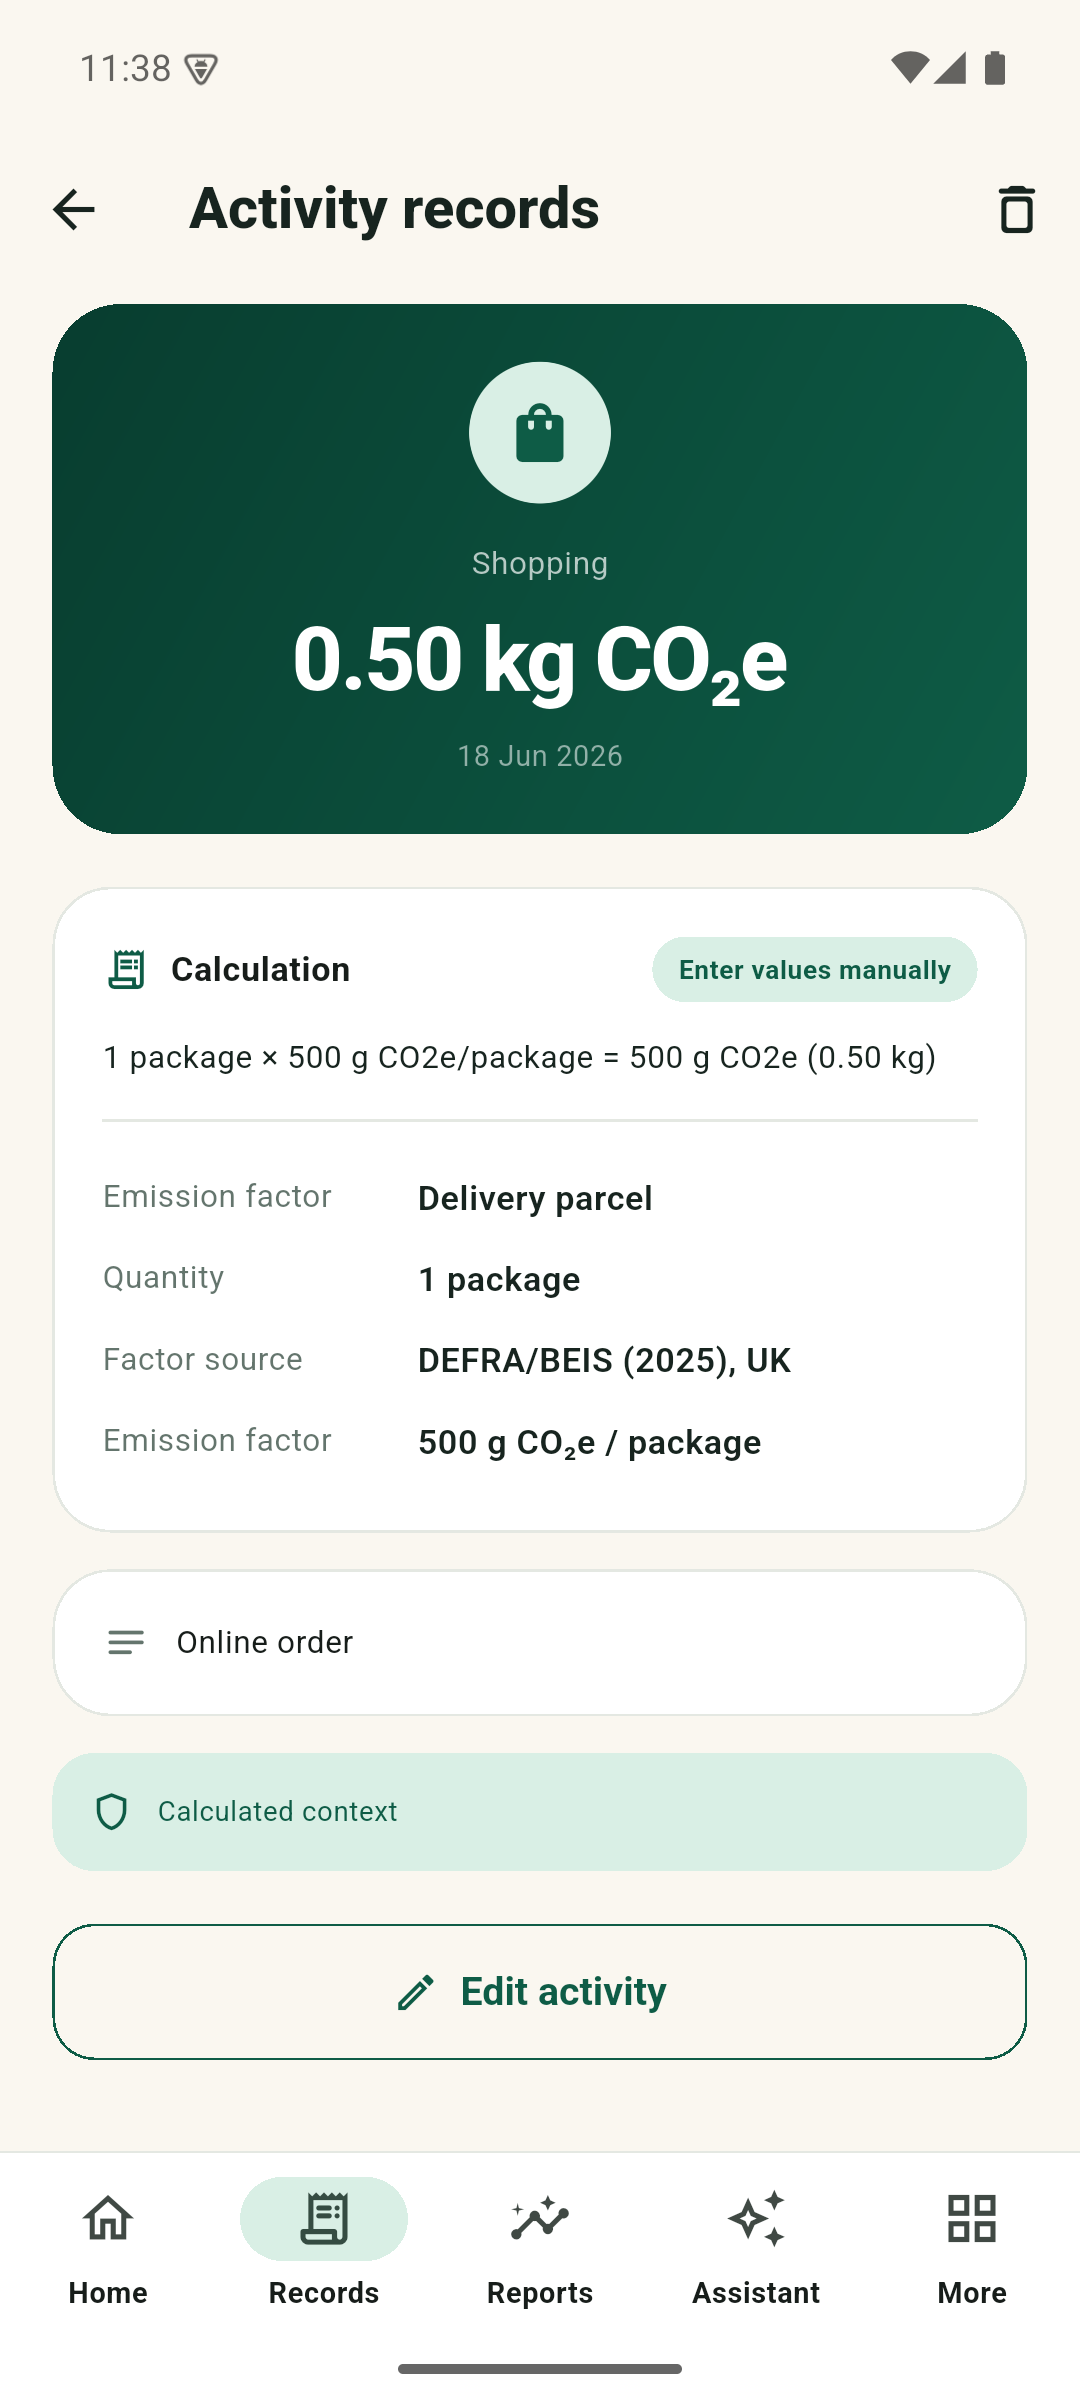 11:38
Activity records
Shopping
0.50 kg CO₂e
18 Jun 2026
Calculation
Enter values manually
1 package × 500 g CO2e/package = 500 g CO2e (0.50 kg)
Emission factor
Delivery parcel
Quantity
1 package
Factor source
DEFRA/BEIS (2025), UK
Emission factor
500 g CO₂e / package
Online order
Calculated context
Edit activity
Home
Records
Reports
Assistant
More